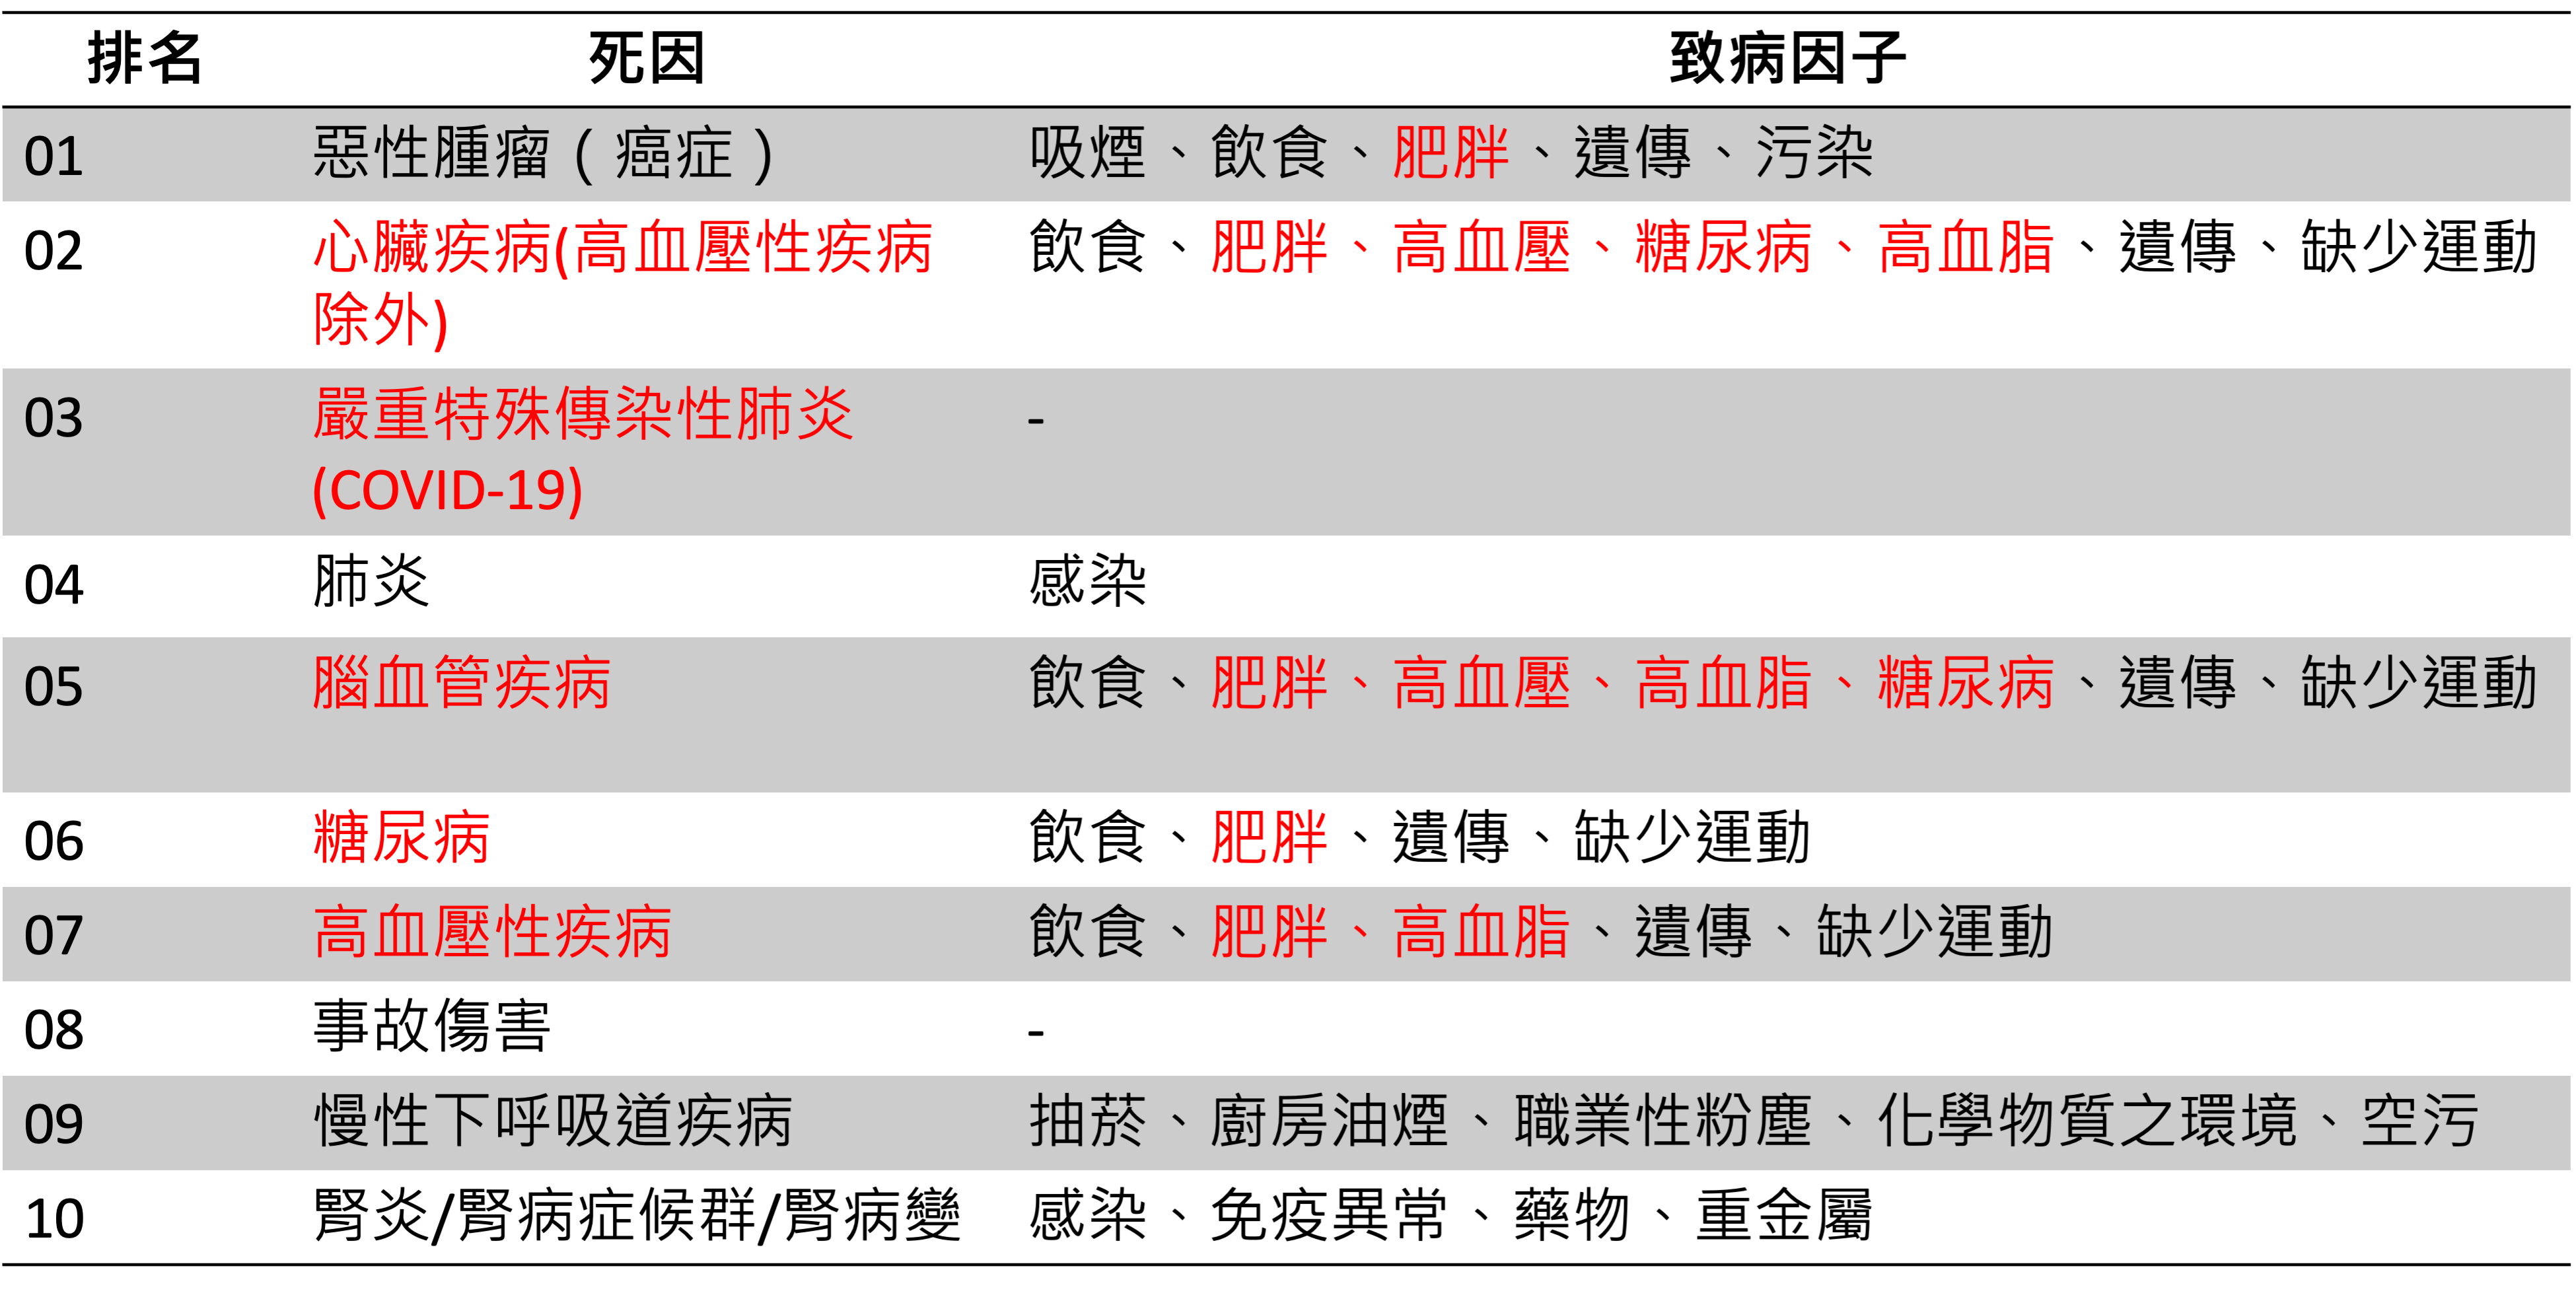 排名 死因 致病因子
01 惡性腫瘤（癌症） 吸煙、飲食、肥胖、遺傳、污染
02 心臟疾病(高血壓性疾病 飲食、肥胖、高血壓、糖尿病、高血脂、遺傳、缺少運動
除外)
03 嚴重特殊傳染性肺炎 -
(COVID-19)
04 肺炎 感染
05 腦血管疾病 飲食、肥胖、高血壓、高血脂、糖尿病、遺傳、缺少運動
06 糖尿病 飲食、肥胖、遺傳、缺少運動
07 高血壓性疾病 飲食、肥胖、高血脂、遺傳、缺少運動
08 事故傷害 -
09 慢性下呼吸道疾病 抽菸、廚房油煙、職業性粉塵、化學物質之環境、空污
10 腎炎/腎病症候群/腎病變 感染、免疫異常、藥物、重金屬